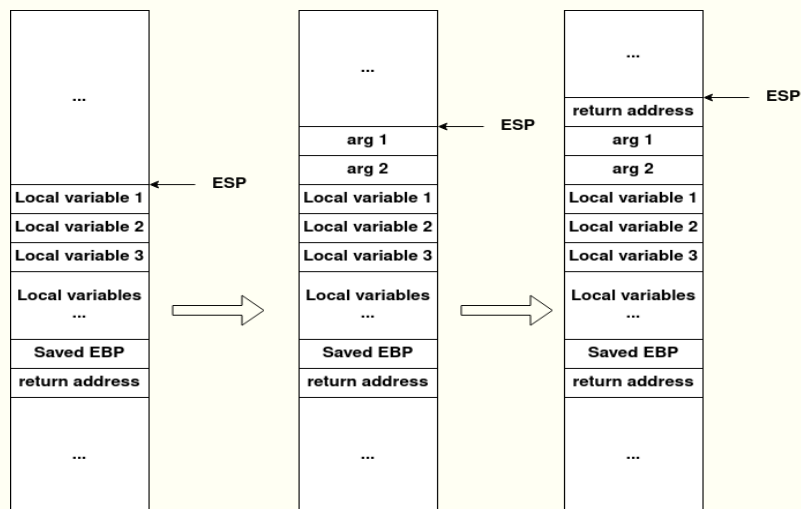 ...
ESP
Local variable 1
Local variable 2
Local variable 3
Local variables
...
Saved EBP
return address
...
...
ESP
arg 1
arg 2
Local variable 1
Local variable 2
Local variable 3
Local variables
...
Saved EBP
return address
...
...
ESP
return address
arg 1
arg 2
Local variable 1
Local variable 2
Local variable 3
Local variables
...
Saved EBP
return address
...